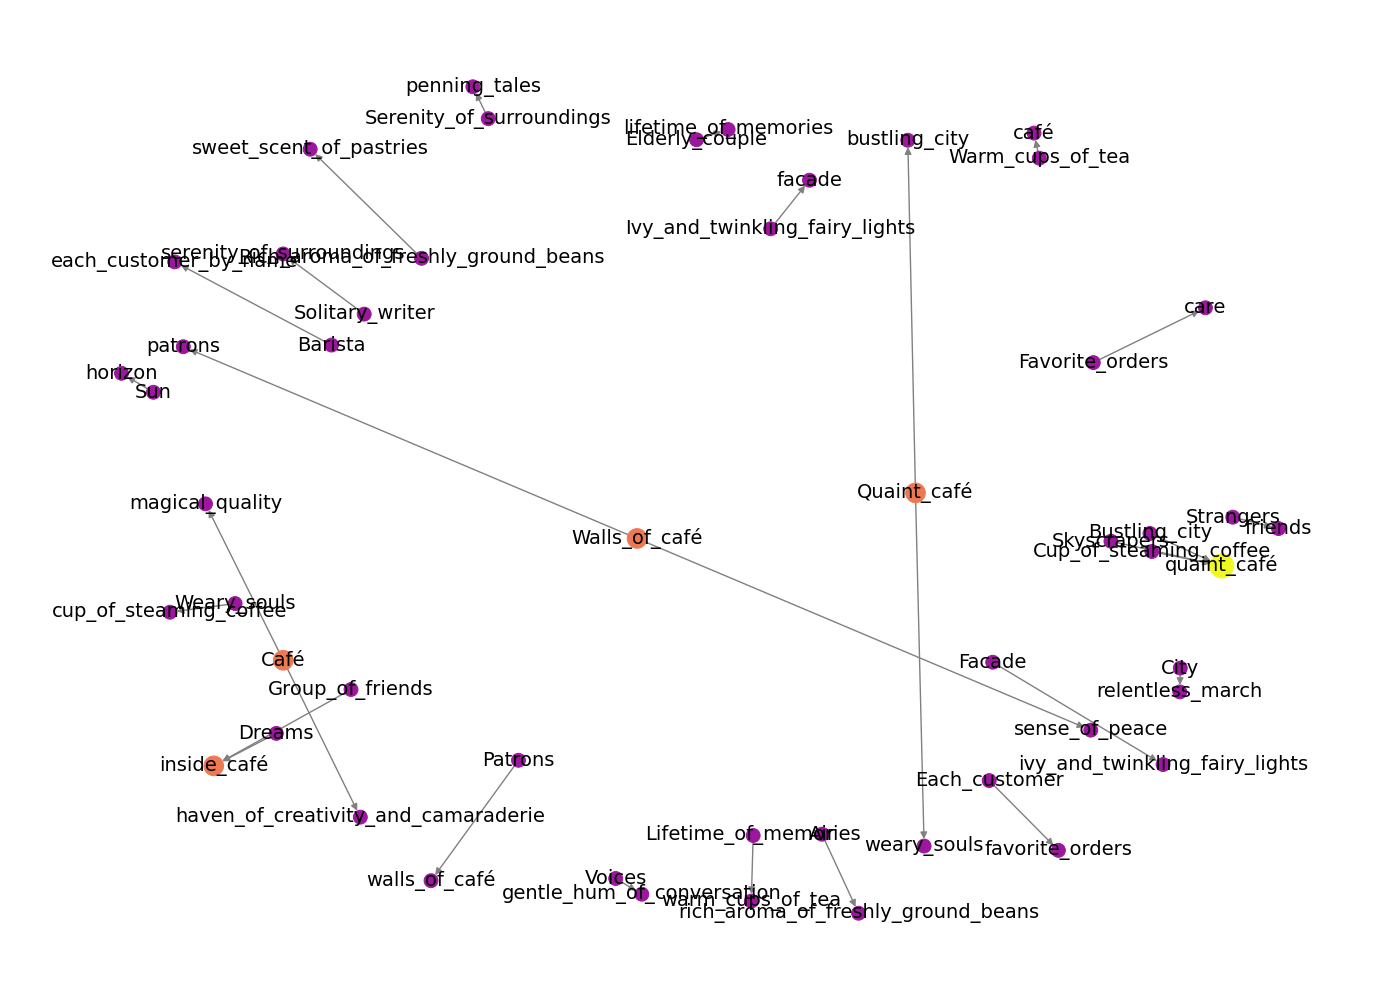 penning_tales
Serenity_of_surroundings
lifetime_of_memories
Elderly_couple
bustling_city
café
Warm_cups_of_tea
sweet_scent_of_pastries
facade
Ivy_and_twinkling_fairy_lights
serenity_of_surroundings
Rich_aroma_of_freshly_ground_beans
each_customer_by_name
Solitary_writer
care
Barista
patrons
Favorite_orders
horizon
Sun
Quaint_café
magical_quality
Strangers
friends
Bustling_city
Skyscrapers
Walls_of_café
Cup_of_steaming_coffee
quaint_café
Weary_souls
cup_of_steaming_coffee
Café
Facade
City
Group_of_friends
relentless_march
Dreams
sense_of_peace
inside_café
Patrons
ivy_and_twinkling_fairy_lights
Each_customer
haven_of_creativity_and_camaraderie
Lifetime_of_memories
Air
weary_souls
favorite_orders
walls_of_café
Voices
gentle_hum_of_conversation
warm_cups_of_tea
rich_aroma_of_freshly_ground_beans